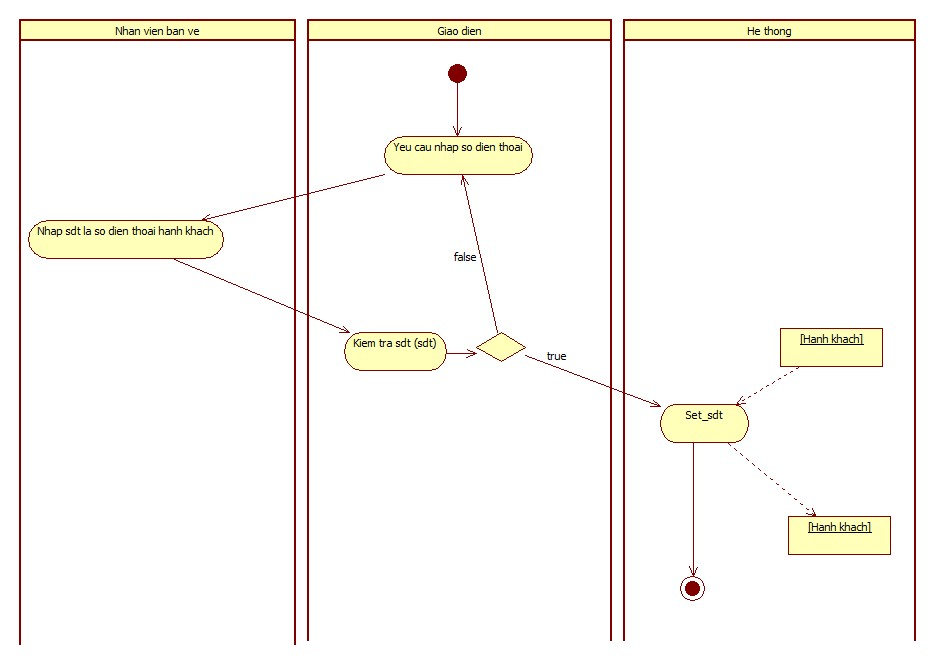 Nhan vien ban ve
Giao dien
He thong
Yeu cau nhap so dien thoai
Nhap sdt la so dien thoai hanh khach
false
Kiem tra sdt (sdt)
true
[Hanh khach]
Set_sdt
[Hanh khach]